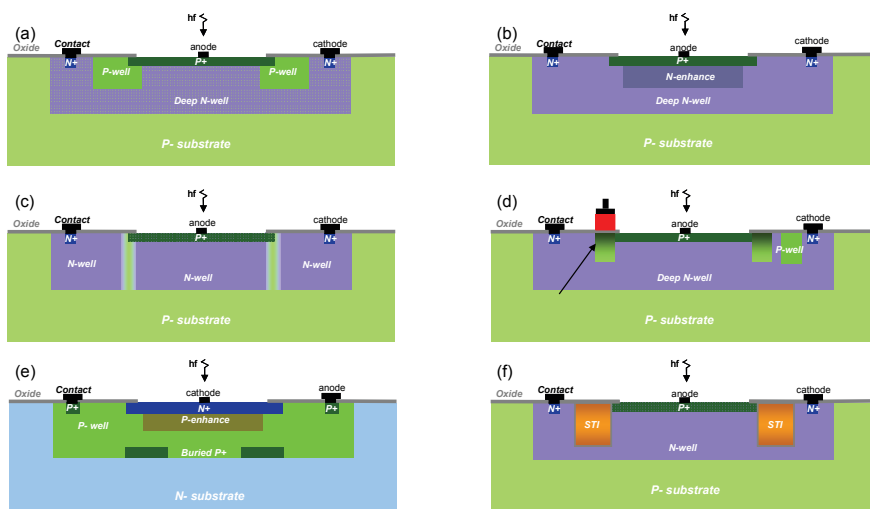 (a)
hf
Oxide
Contact
anode
cathode
N+
P-well
P+
P-well
N+
Deep N-well
P- substrate
(b)
hf
Oxide
Contact
anode
cathode
N+
P+
N+
N-enhance
Deep N-well
P- substrate
(c)
hf
Oxide
Contact
anode
cathode
N+
P+
N+
N-well
N-well
N-well
P- substrate
(d)
hf
Oxide
Contact
anode
cathode
N+
P+
N+
P-well
Deep N-well
P- substrate
(e)
hf
Oxide
Contact
cathode
anode
P+
N+
P+
P- well
P-enhance
Buried P+
N- substrate
(f)
hf
Oxide
Contact
anode
cathode
N+
P+
N+
STI
STI
N-well
P- substrate